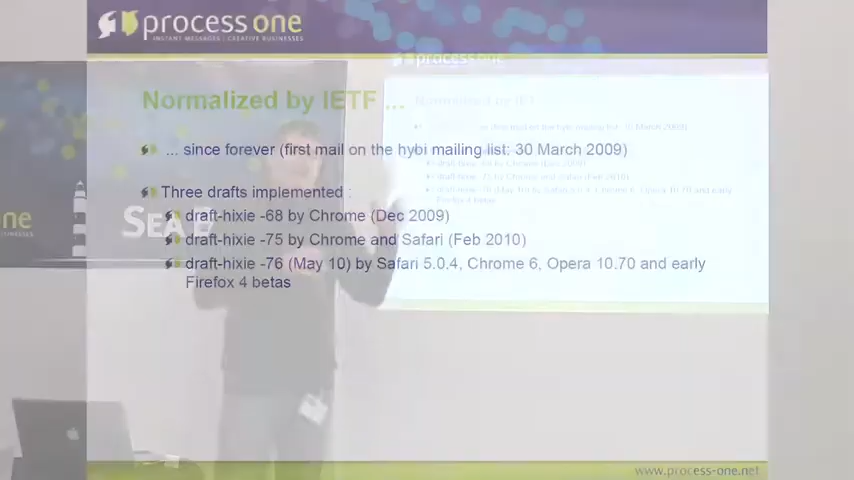 process one
INSTANT MESSAGES | CREATIVE BUSINESSES
processone
Normalized by IETF ...
... since forever (first mail on the hybi mailing list: 30 March 2009)
Three drafts implemented :
draft-hixie -68 by Chrome (Dec 2009)
draft-hixie -75 by Chrome and Safari (Feb 2010)
draft-hixie -76 (May 10) by Safari 5.0.4, Chrome 6, Opera 10.70 and early
Firefox 4 betas
ne
SEA
www.process-one.net